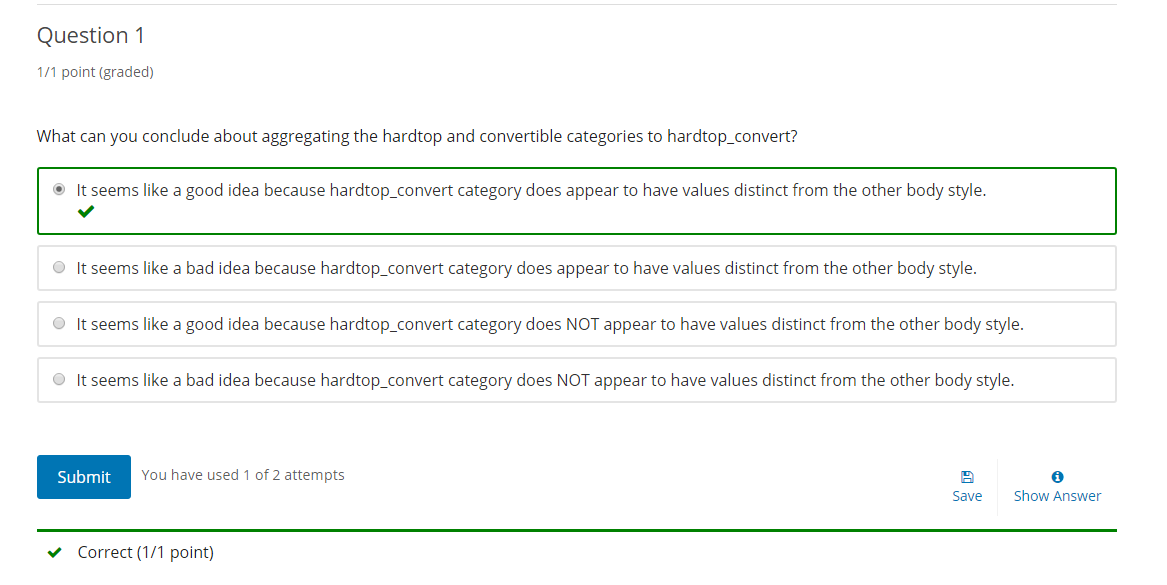 Question 1
1/1 point (graded)
What can you conclude about aggregating the hardtop and convertible categories to hardtop_convert?
It seems like a good idea because hardtop_convert category does appear to have values distinct from the other body style.
It seems like a bad idea because hardtop_convert category does appear to have values distinct from the other body style.
It seems like a good idea because hardtop_convert category does NOT appear to have values distinct from the other body style.
It seems like a bad idea because hardtop_convert category does NOT appear to have values distinct from the other body style.
Submit You have used 1 of 2 attempts
Save Show Answer
Correct (1/1 point)